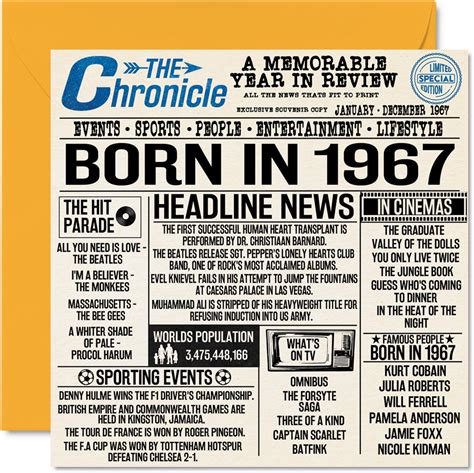 THE
Chronicle
A MEMORABLE
YEAR IN REVIEW
ALL THE NEWS THATS FIT TO PRINT
EXCLUSIVE SOUVENIR COPY JANUARY - DECEMBER 1967
LIMITED
SPECIAL
EDITION
EVENTS - SPORTS - PEOPLE - ENTERTAINMENT - LIFESTYLE
BORN IN 1967
THE HIT
PARADE
ALL YOU NEED IS LOVE -
THE BEATLES
I'M A BELIEVER -
THE MONKEES
MASSACHUSETTS -
THE BEE GEES
A WHITER SHADE
OF PALE -
PROCOL HARUM
HEADLINE NEWS
THE FIRST SUCCESSFUL HUMAN HEART TRANSPLANT IS
PERFORMED BY DR. CHRISTIAAN BARNARD.
THE BEATLES RELEASE SGT. PEPPER'S LONELY HEARTS CLUB
BAND, ONE OF ROCK'S MOST ACCLAIMED ALBUMS.
EVEL KNIEVEL FAILS IN HIS ATTEMPT TO JUMP THE FOUNTAINS
AT CAESARS PALACE IN LAS VEGAS.
MUHAMMAD ALI IS STRIPPED OF HIS HEAVYWEIGHT TITLE FOR
REFUSING INDUCTION INTO US ARMY.
IN CINEMAS
THE GRADUATE
VALLEY OF THE DOLLS
YOU ONLY LIVE TWICE
THE JUNGLE BOOK
GUESS WHO'S COMING
TO DINNER
IN THE HEAT OF THE
NIGHT
WORLDS POPULATION
3,475,448,166
WHAT'S
ON TV
OMNIBUS
THE FORSYTE
SAGA
THREE OF A KIND
CAPTAIN SCARLET
BATFINK
FAMOUS PEOPLE
BORN IN 1967
KURT COBAIN
JULIA ROBERTS
WILL FERRELL
PAMELA ANDERSON
JAMIE FOXX
NICOLE KIDMAN
SPORTING EVENTS
DENNY HULME WINS THE F1 DRIVER'S CHAMPIONSHIP.
BRITISH EMPIRE AND COMMONWEALTH GAMES ARE
HELD IN KINGSTON, JAMAICA.
THE TOUR DE FRANCE IS WON BY ROGER PINGEON.
THE F.A CUP WAS WON BY TOTTENHAM HOTSPUR
DEFEATING CHELSEA 2-1.